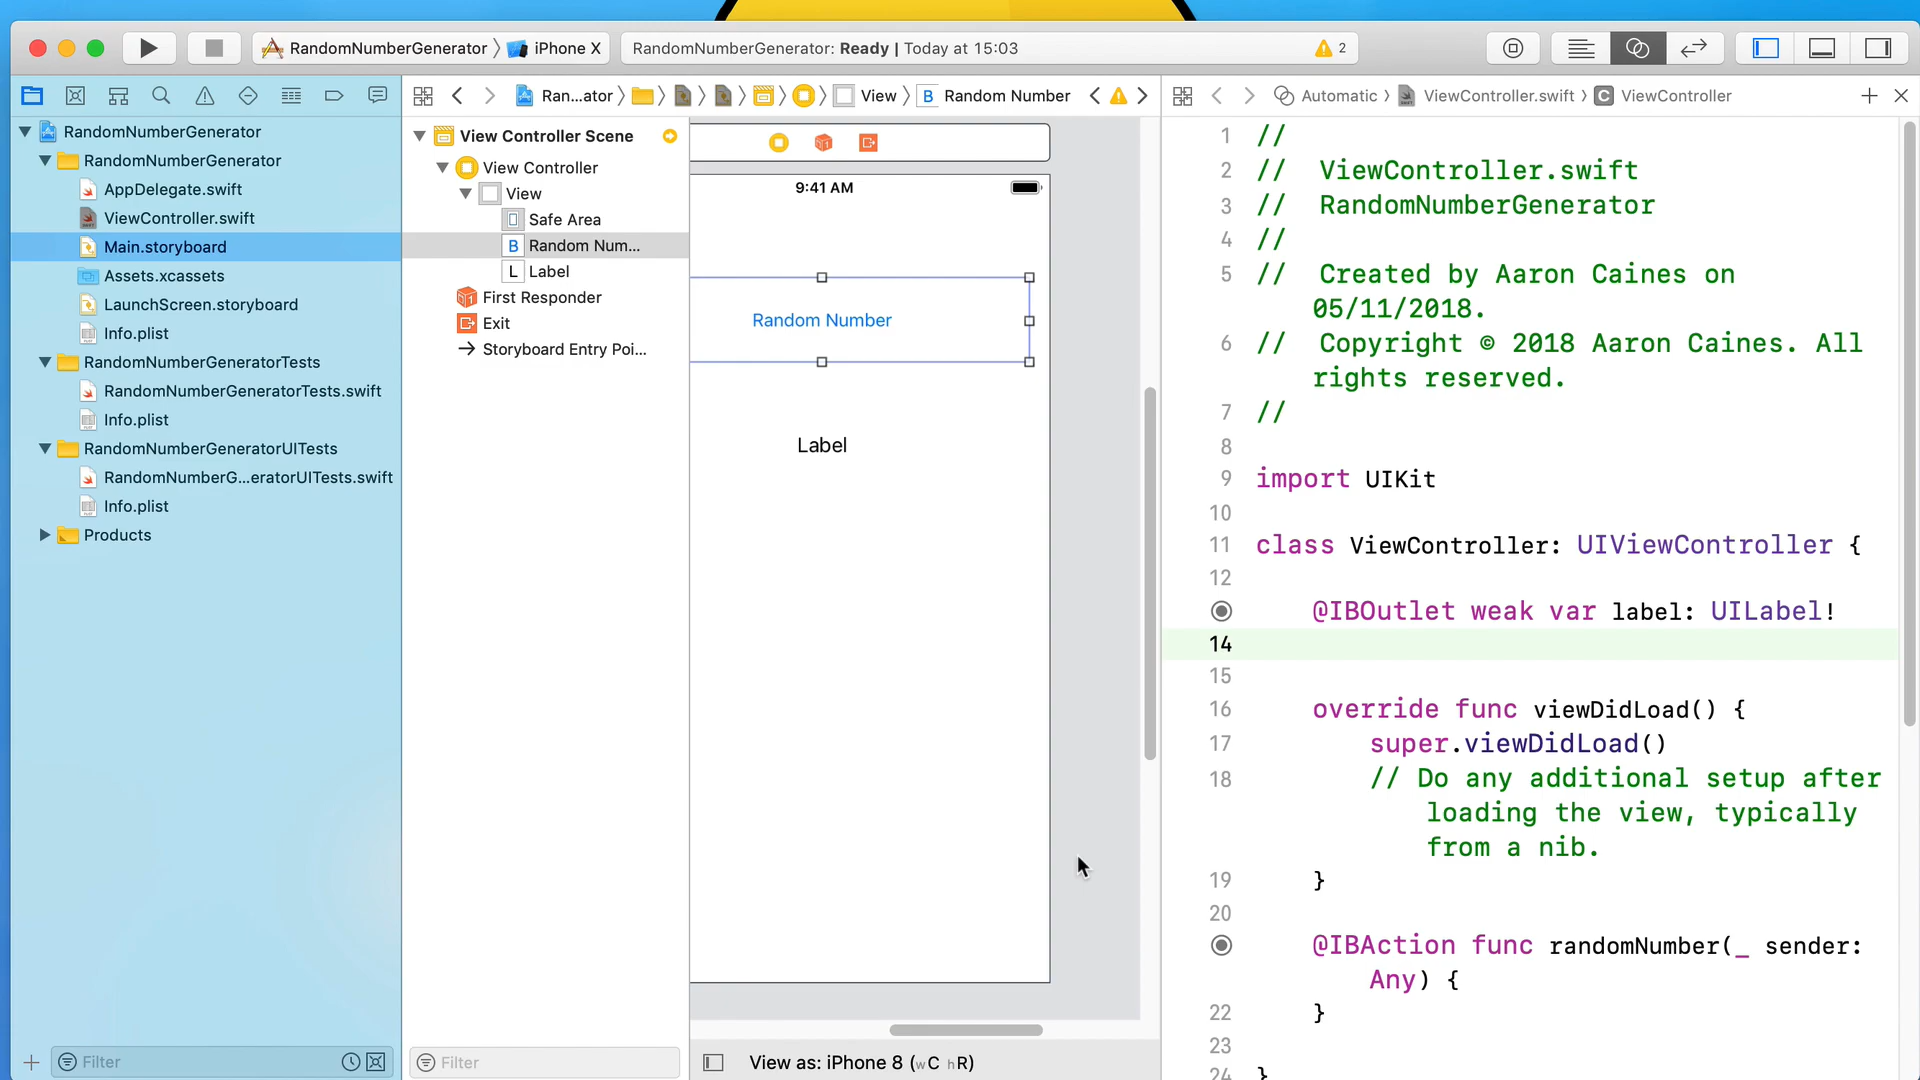 RandomNumberGenerator
iPhone X
RandomNumberGenerator: Ready | Today at 15:03
2
Ran...ator
View
B Random Number
Automatic
ViewController.swift
C ViewController
RandomNumberGenerator
RandomNumberGenerator
AppDelegate.swift
ViewController.swift
Main.storyboard
Assets.xcassets
LaunchScreen.storyboard
Info.plist
RandomNumberGeneratorTests
RandomNumberGeneratorTests.swift
Info.plist
RandomNumberGeneratorUITests
RandomNumberG...eratorUITests.swift
Info.plist
Products
Filter
View Controller Scene
View Controller
View
Safe Area
B Random Num...
L Label
First Responder
Exit
Storyboard Entry Poi...
Filter
9:41 AM
Random Number
Label
View as: iPhone 8 (wC hR)
1 //
2 // ViewController.swift
3 // RandomNumberGenerator
4 //
5 // Created by Aaron Caines on
05/11/2018.
6 // Copyright © 2018 Aaron Caines. All
rights reserved.
7 //
8
9 import UIKit
10
11 class ViewController: UIViewController {
12
@IBOutlet weak var label: UILabel!
14
15
16 override func viewDidLoad() {
17 super.viewDidLoad()
18 // Do any additional setup after
loading the view, typically
from a nib.
19 }
20
@IBAction func randomNumber(_ sender:
Any) {
22 }
23
24 }